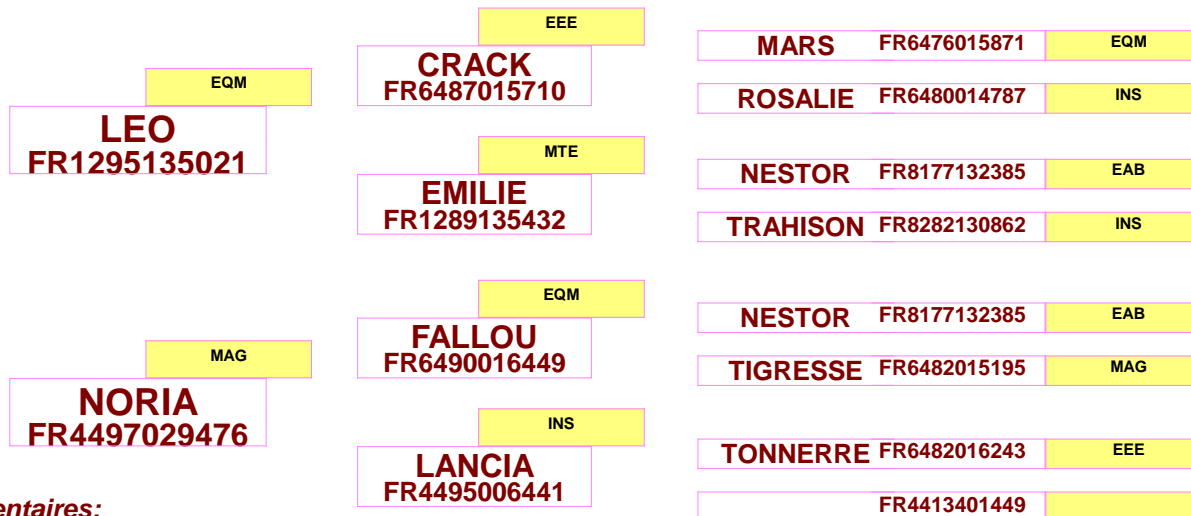 EQM
LEO
FR1295135021
MAG
NORIA
FR4497029476
EEE
CRACK
FR6487015710
MTE
EMILIE
FR1289135432
EQM
FALLOU
FR6490016449
INS
LANCIA
FR4495006441
MARS FR6476015871 EQM
ROSALIE FR6480014787 INS
NESTOR FR8177132385 EAB
TRAHISON FR8282130862 INS
NESTOR FR8177132385 EAB
TIGRESSE FR6482015195 MAG
TONNERRE FR6482016243 EEE
FR4413401449
entaires: